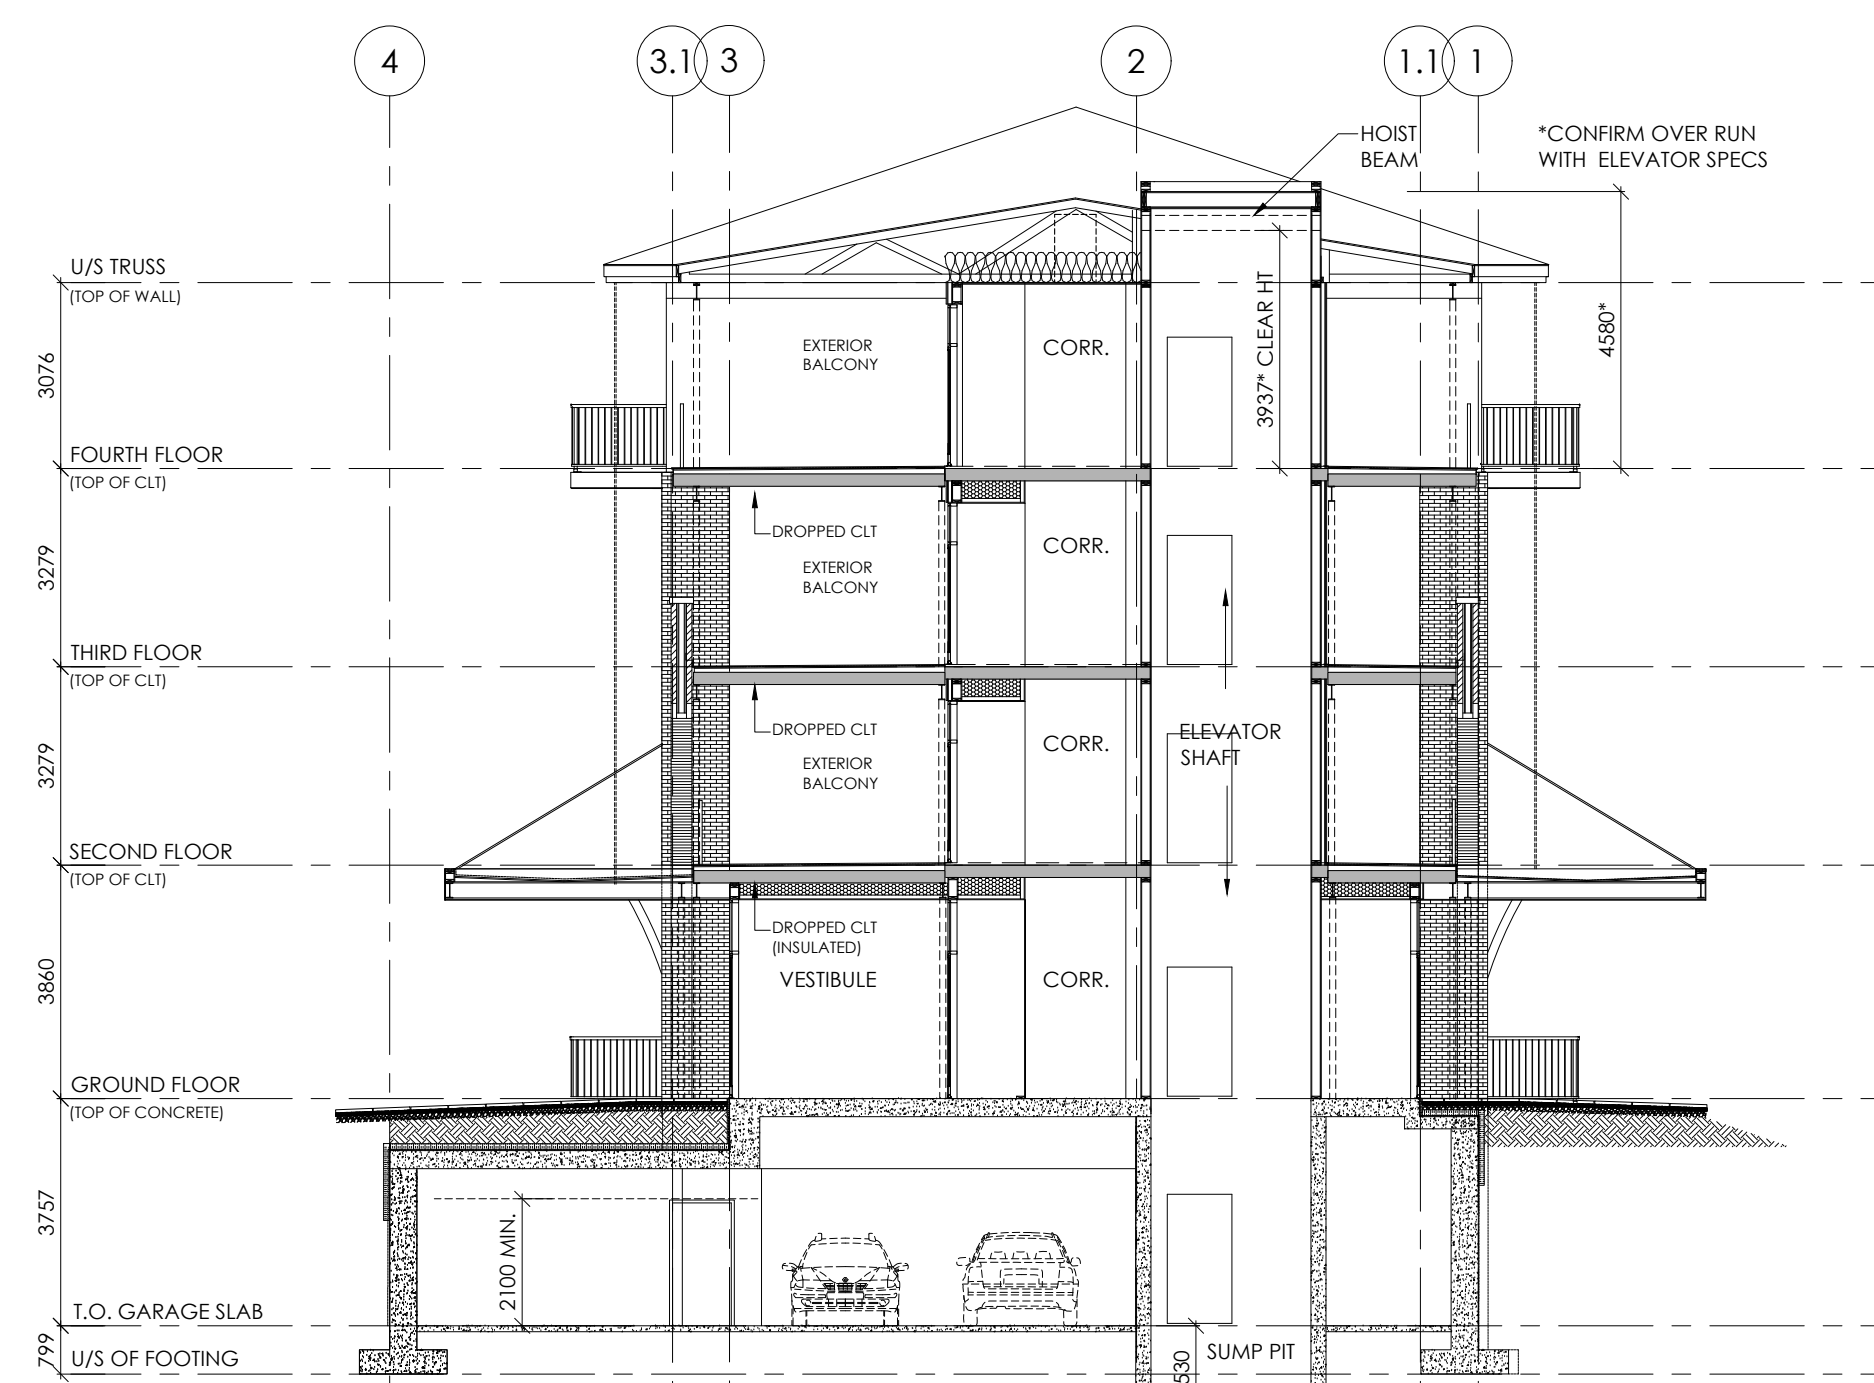 4
3.1
3
2
1.1
1
HOIST
BEAM
*CONFIRM OVER RUN
WITH ELEVATOR SPECS
U/S TRUSS
(TOP OF WALL)
3076
EXTERIOR
BALCONY
CORR.
3937* CLEAR HT
4580*
FOURTH FLOOR
(TOP OF CLT)
3279
DROPPED CLT
EXTERIOR
BALCONY
CORR.
THIRD FLOOR
(TOP OF CLT)
3279
DROPPED CLT
EXTERIOR
BALCONY
CORR.
ELEVATOR
SHAFT
SECOND FLOOR
(TOP OF CLT)
3860
DROPPED CLT
(INSULATED)
VESTIBULE
CORR.
GROUND FLOOR
(TOP OF CONCRETE)
3757
2100 MIN.
T.O. GARAGE SLAB
799
U/S OF FOOTING
SUMP PIT